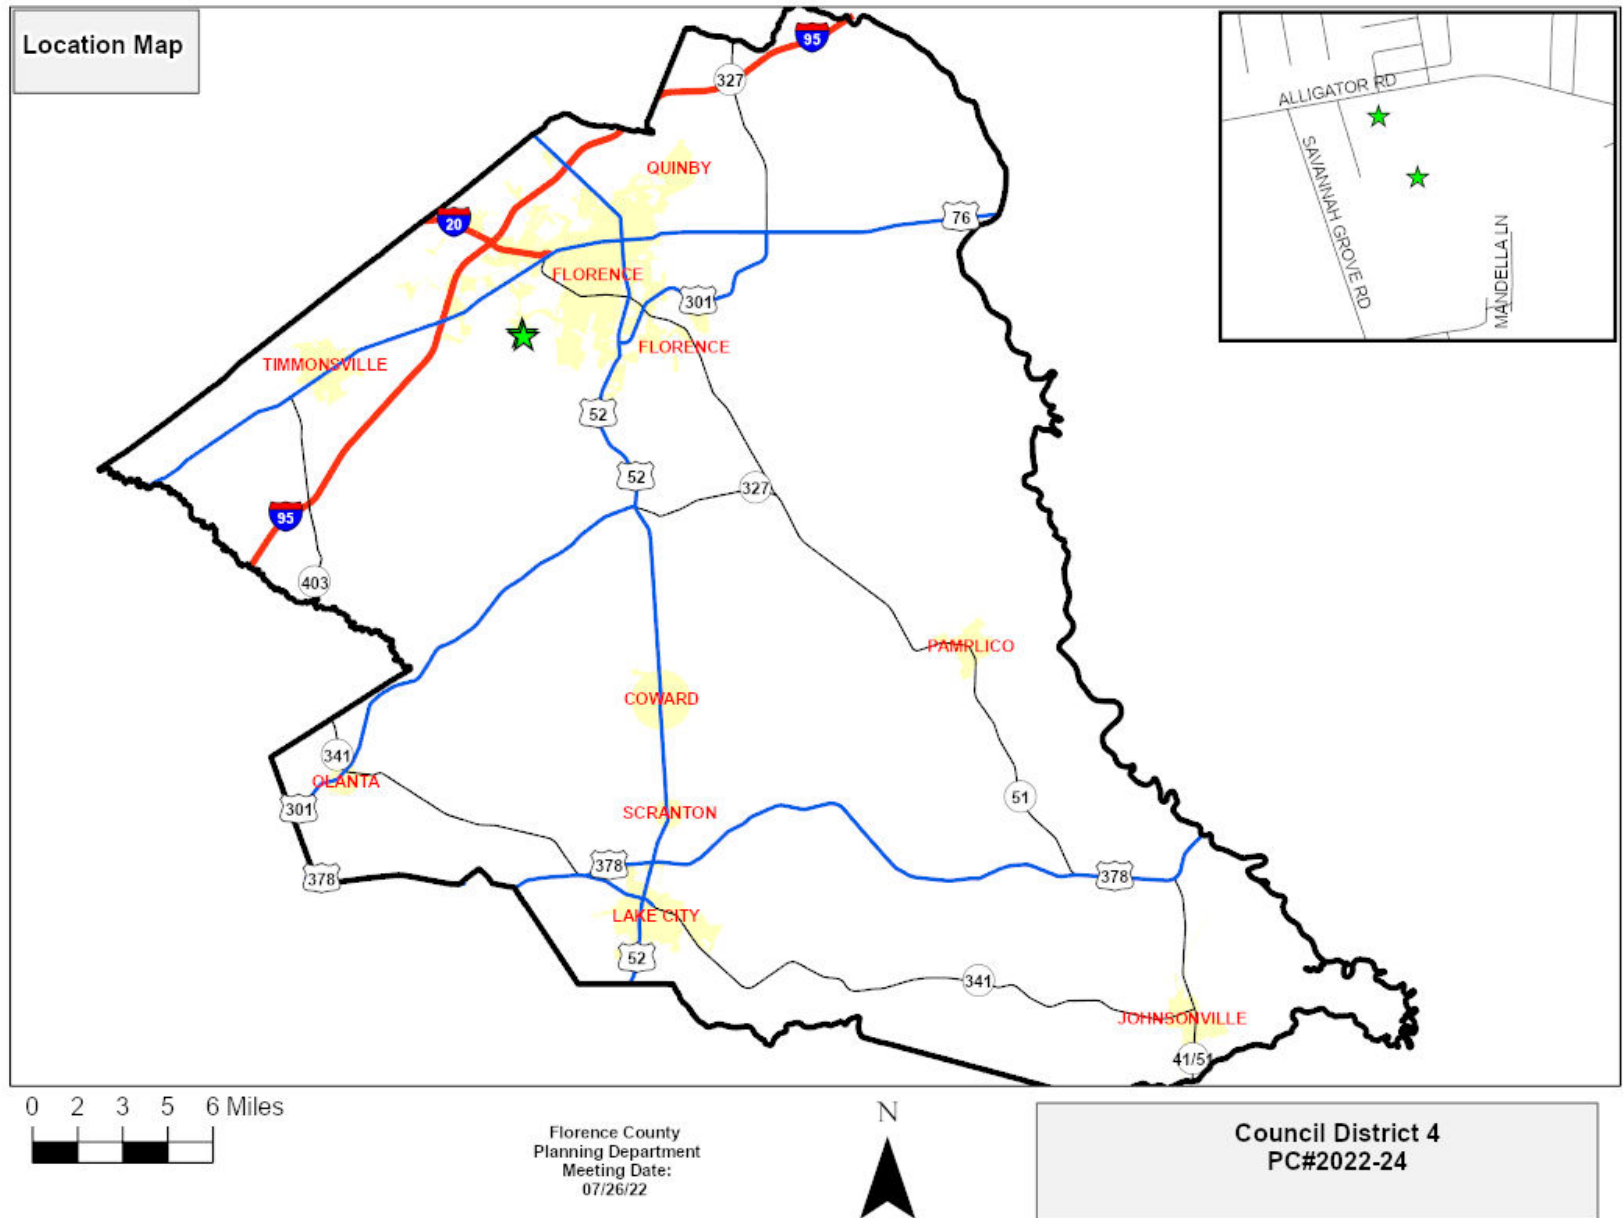 Location Map
95
327
ALLIGATOR RD
SAVANNAH GROVE RD
MANDELLA LN
QUINBY
20
76
FLORENCE
301
FLORENCE
TIMMONSVILLE
52
52
327
95
403
PAMPLICO
COWARD
341
OLANTA
301
51
SCRANTON
378
378
378
LAKE CITY
52
341
JOHNSONVILLE
41/51
0 2 3 5 6 Miles
Florence County
Planning Department
Meeting Date:
07/26/22
N
Council District 4
PC#2022-24